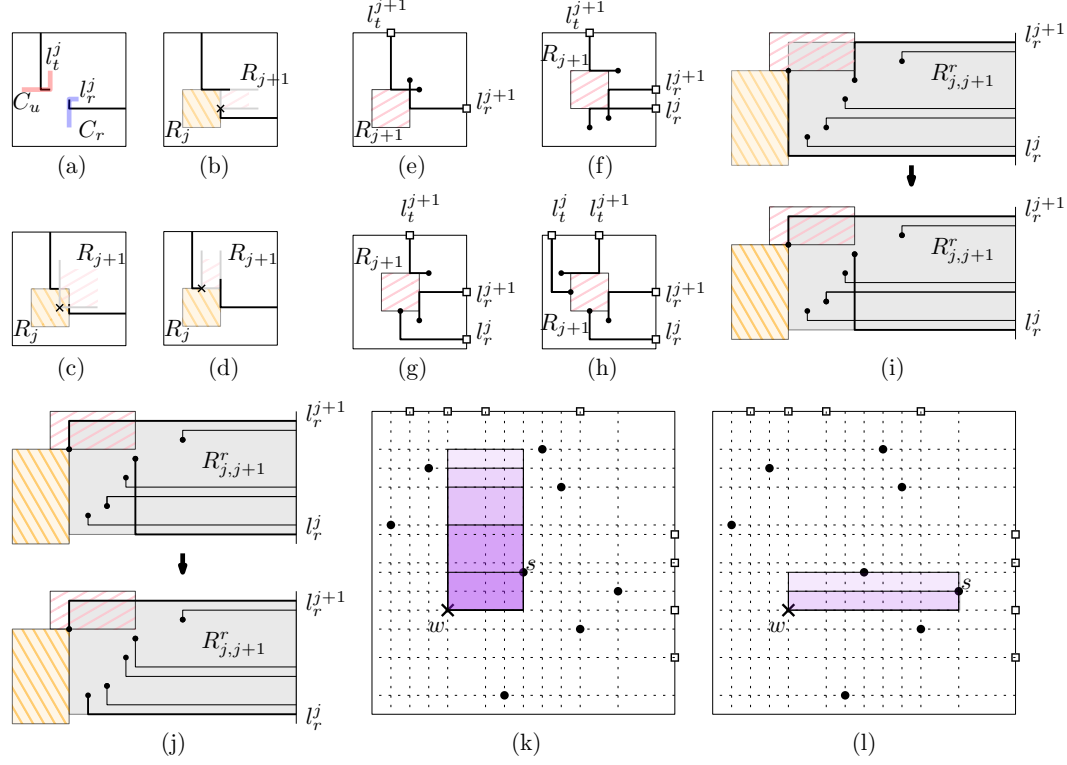 l_t^j
C_u
l_r^j
C_r
(a)
R_{j+1}
R_j
(b)
l_t^{j+1}
R_{j+1}
l_r^{j+1}
(e)
l_t^{j+1}
R_{j+1}
l_r^{j+1}
l_r^j
(f)
R_{j+1}
R_j
(c)
R_{j+1}
R_j
(d)
l_t^{j+1}
R_{j+1}
l_r^{j+1}
l_r^j
(g)
l_t^j l_t^{j+1}
l_r^{j+1}
R_{j+1}
l_r^j
(h)
l_r^{j+1}
R_{j,j+1}^r
l_r^j
l_r^{j+1}
R_{j,j+1}^r
l_r^j
(i)
l_r^{j+1}
R_{j,j+1}^r
l_r^j
l_r^{j+1}
R_{j,j+1}^r
l_r^j
(j)
s
w
(k)
s
w
(l)